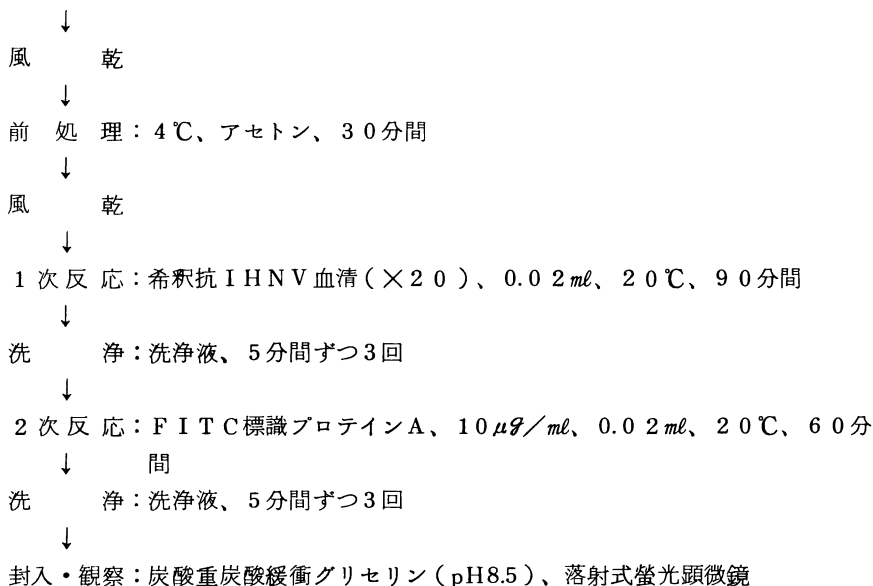 ↓
風　　乾
↓
前　処　理：4℃、アセトン、30分間
↓
風　　乾
↓
1次反応：希釈抗IHNV血清(×20)、0.02㎖、20℃、90分間
↓
洗　　浄：洗浄液、5分間ずつ3回
↓
2次反応：FITC標識プロテインA、10μg/㎖、0.02㎖、20℃、60分
↓　間
洗　　浄：洗浄液、5分間ずつ3回
↓
封入・観察：炭酸重炭酸緩衝グリセリン(pH8.5)、落射式螢光顕微鏡